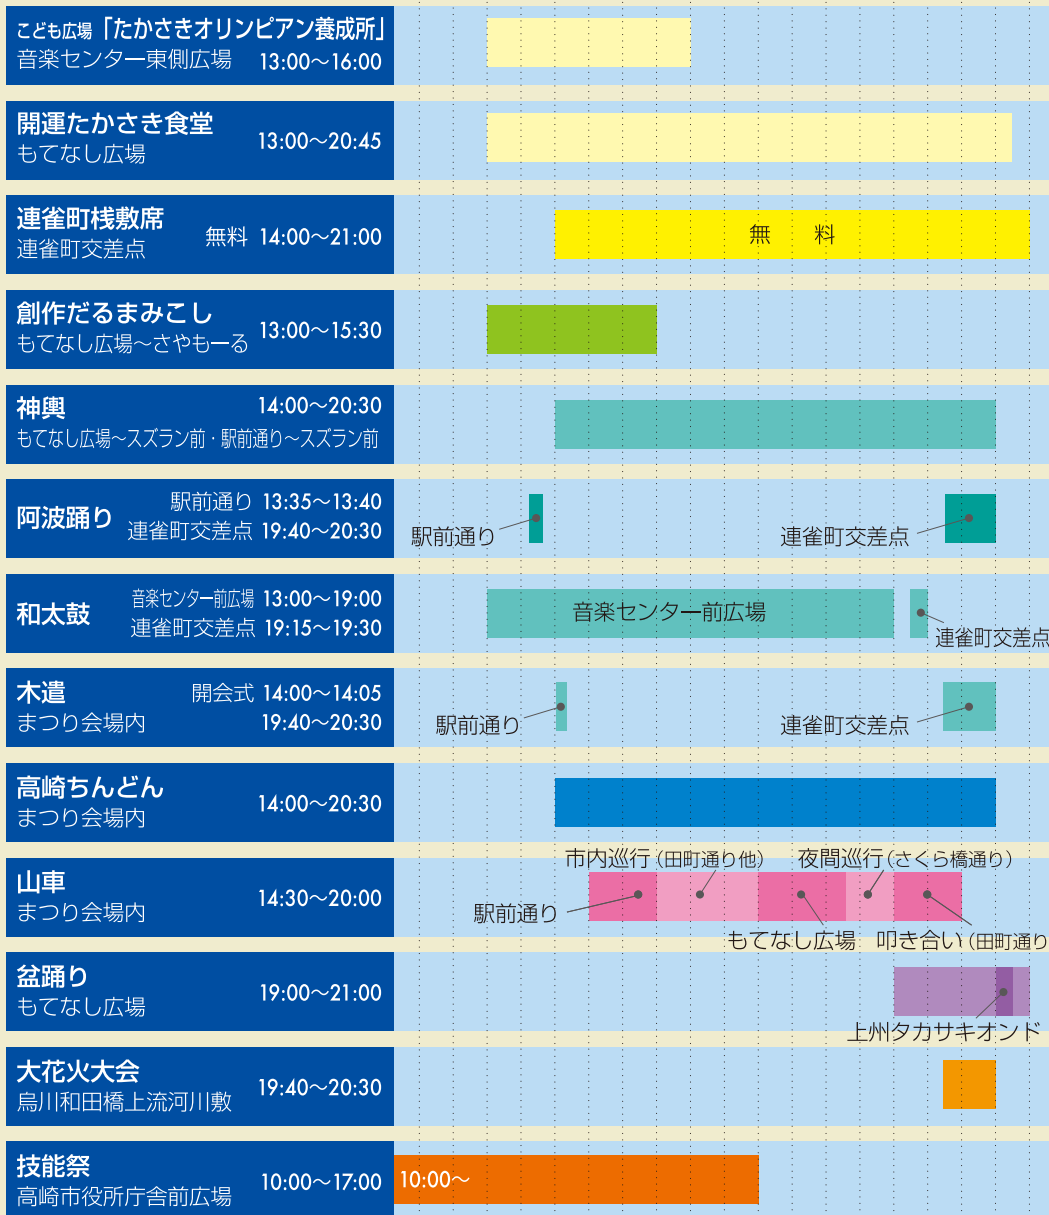 こども広場「たかさきオリンピアン養成所」
音楽センター東側広場 13:00〜16:00
開運たかさき食堂
もてなし広場 13:00〜20:45
連雀町桟敷席
連雀町交差点 無料 14:00〜21:00
無 料
創作だるまみこし
もてなし広場〜さやもーる 13:00〜15:30
神輿 14:00〜20:30
もてなし広場〜スズラン前・駅前通り〜スズラン前
阿波踊り 駅前通り 13:35〜13:40
連雀町交差点 19:40〜20:30
駅前通り
連雀町交差点
和太鼓 音楽センター前広場 13:00〜19:00
連雀町交差点 19:15〜19:30
音楽センター前広場
連雀町交差点
木遣 開会式 14:00〜14:05
まつり会場内 19:40〜20:30
駅前通り
連雀町交差点
高崎ちんどん
まつり会場内 14:00〜20:30
山車
まつり会場内 14:30〜20:00
市内巡行(田町通り他) 夜間巡行(さくら橋通り)
駅前通り
もてなし広場 叩き合い(田町通り
盆踊り
もてなし広場 19:00〜21:00
上州タカサキオンド
大花火大会
烏川和田橋上流河川敷 19:40〜20:30
技能祭
高崎市役所庁舎前広場 10:00〜17:00
10:00〜